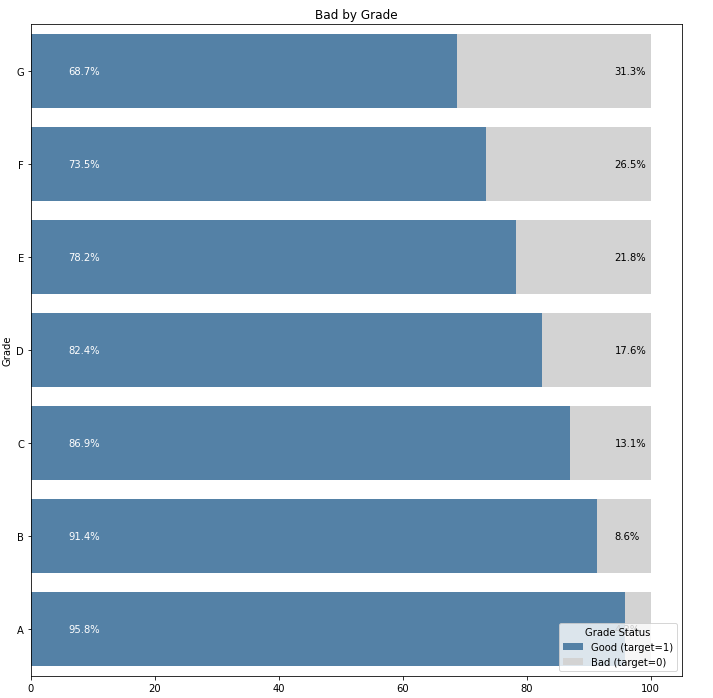 Bad by Grade
G
68.7%
31.3%
F
73.5%
26.5%
E
78.2%
21.8%
D
82.4%
17.6%
Grade
C
86.9%
13.1%
B
91.4%
8.6%
A
95.8%
Grade Status
Good (target=1)
Bad (target=0)
0 20 40 60 80 100